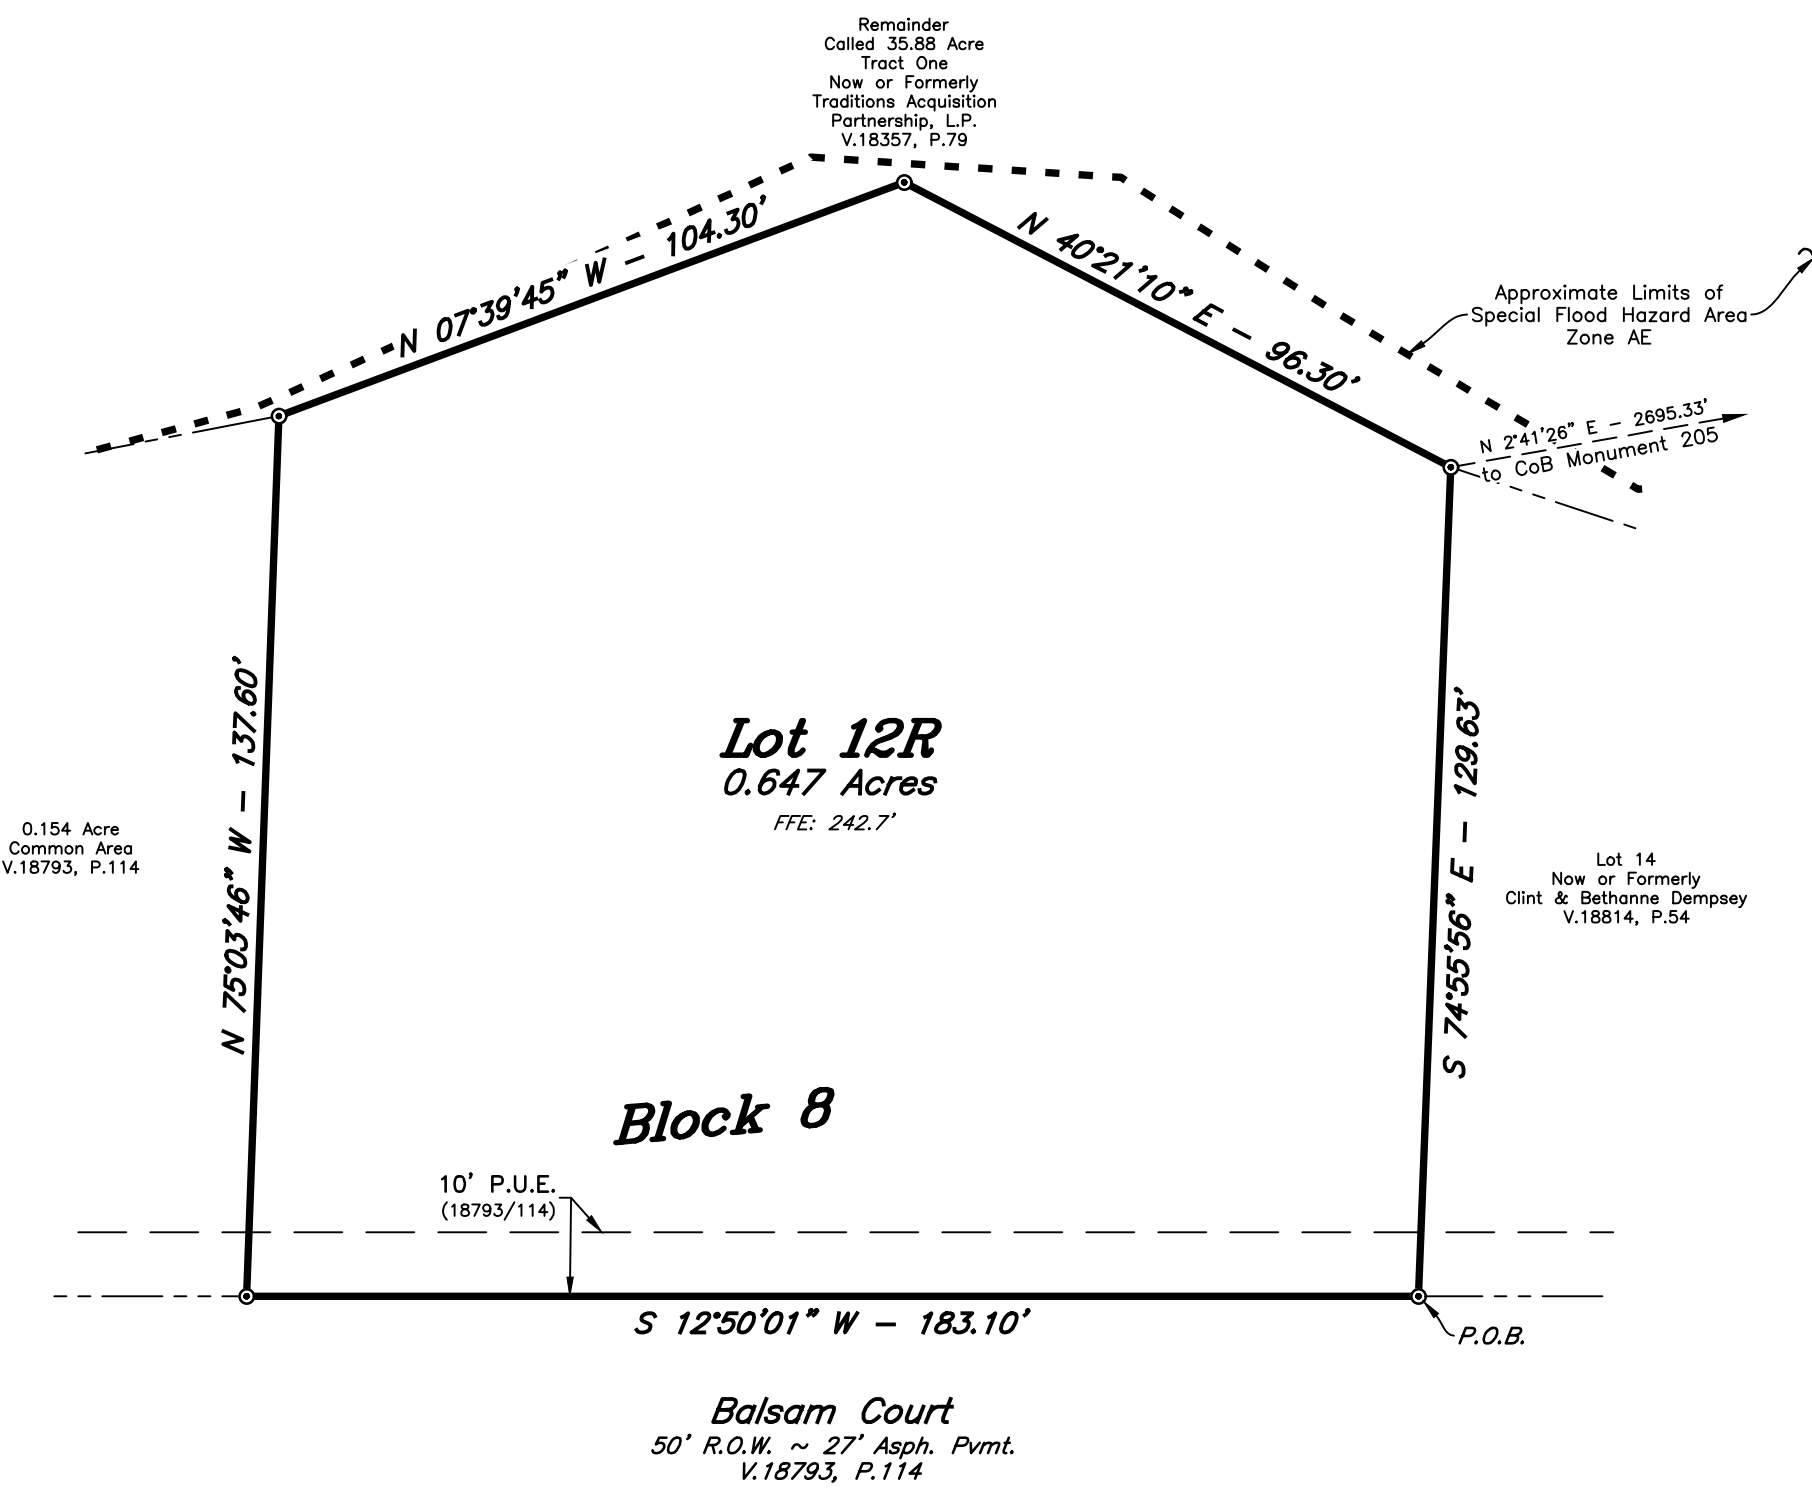 Remainder
Called 35.88 Acre
Tract One
Now or Formerly
Traditions Acquisition
Partnership, L.P.
V.18357, P.79
N 07°39'45" W – 104.30'
N 40°21'10" E – 96.30'
Approximate Limits of
Special Flood Hazard Area
Zone AE
N 2°41'26" E – 2695.33'
to CoB Monument 205
N 75°03'46" W – 137.60'
Lot 12R
0.647 Acres
FFE: 242.7'
S 74°55'56" E – 129.63'
0.154 Acre
Common Area
V.18793, P.114
Lot 14
Now or Formerly
Clint & Bethanne Dempsey
V.18814, P.54
Block 8
10' P.U.E.
(18793/114)
S 12°50'01" W – 183.10'
P.O.B.
Balsam Court
50' R.O.W. ~ 27' Asph. Pvmt.
V.18793, P.114